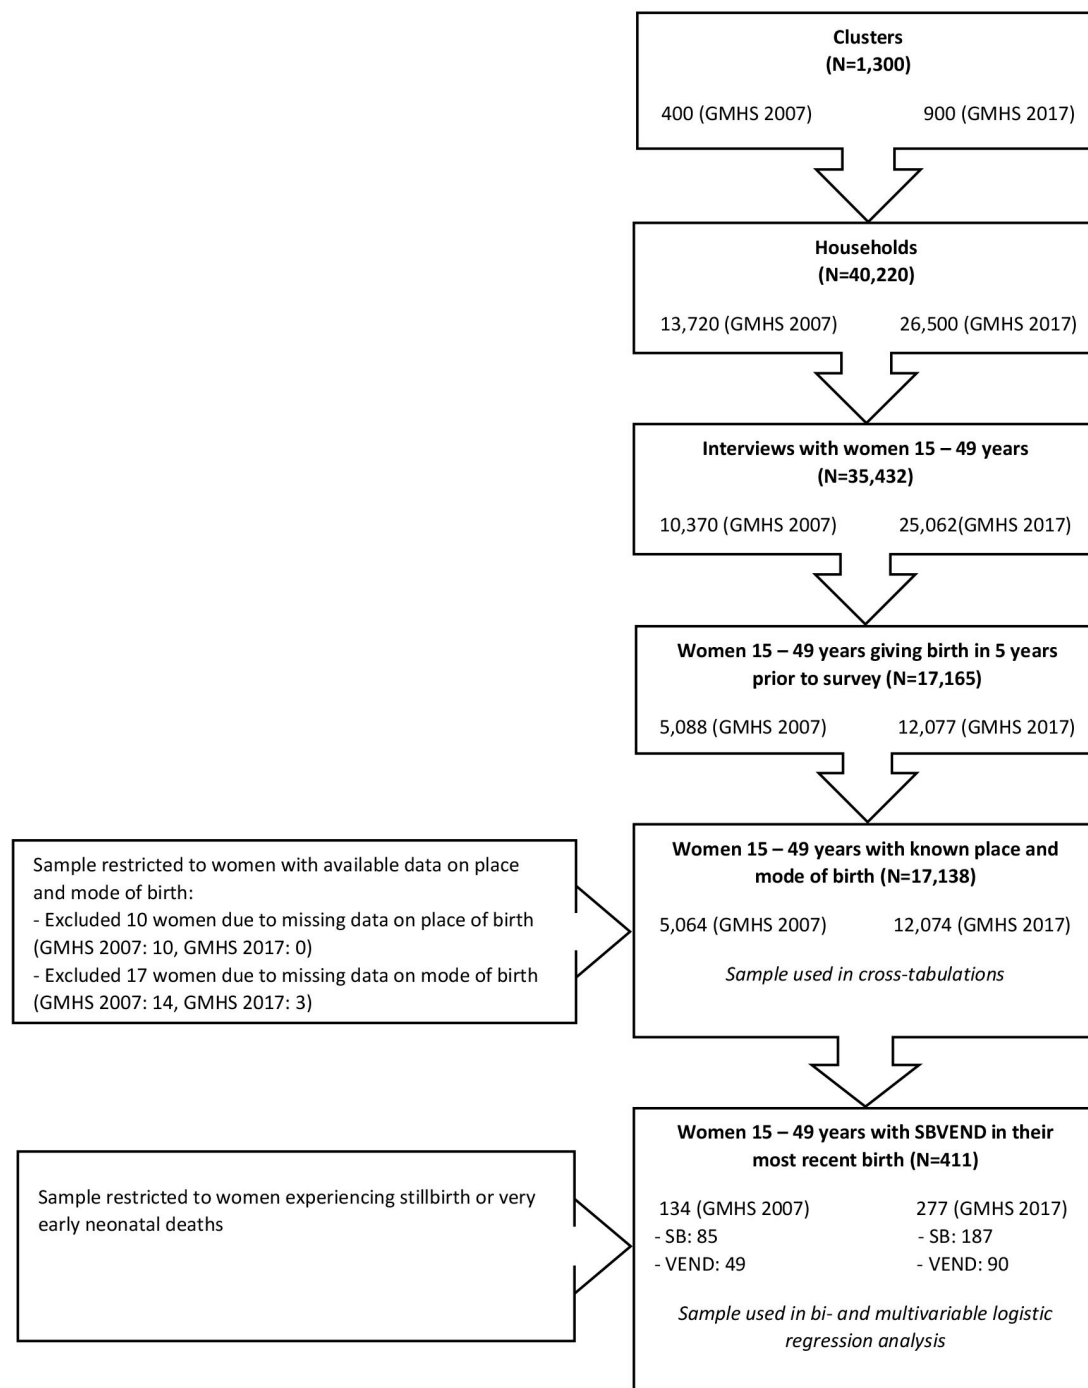 Clusters
(N=1,300)
400 (GMHS 2007) 900 (GMHS 2017)
Households
(N=40,220)
13,720 (GMHS 2007) 26,500 (GMHS 2017)
Interviews with women 15 – 49 years
(N=35,432)
10,370 (GMHS 2007) 25,062(GMHS 2017)
Women 15 – 49 years giving birth in 5 years
prior to survey (N=17,165)
5,088 (GMHS 2007) 12,077 (GMHS 2017)
Sample restricted to women with available data on place
and mode of birth:
- Excluded 10 women due to missing data on place of birth
(GMHS 2007: 10, GMHS 2017: 0)
- Excluded 17 women due to missing data on mode of birth
(GMHS 2007: 14, GMHS 2017: 3)
Women 15 – 49 years with known place and
mode of birth (N=17,138)
5,064 (GMHS 2007) 12,074 (GMHS 2017)
Sample used in cross-tabulations
Sample restricted to women experiencing stillbirth or very
early neonatal deaths
Women 15 – 49 years with SBVEND in their
most recent birth (N=411)
134 (GMHS 2007) 277 (GMHS 2017)
- SB: 85 - SB: 187
- VEND: 49 - VEND: 90
Sample used in bi- and multivariable logistic
regression analysis